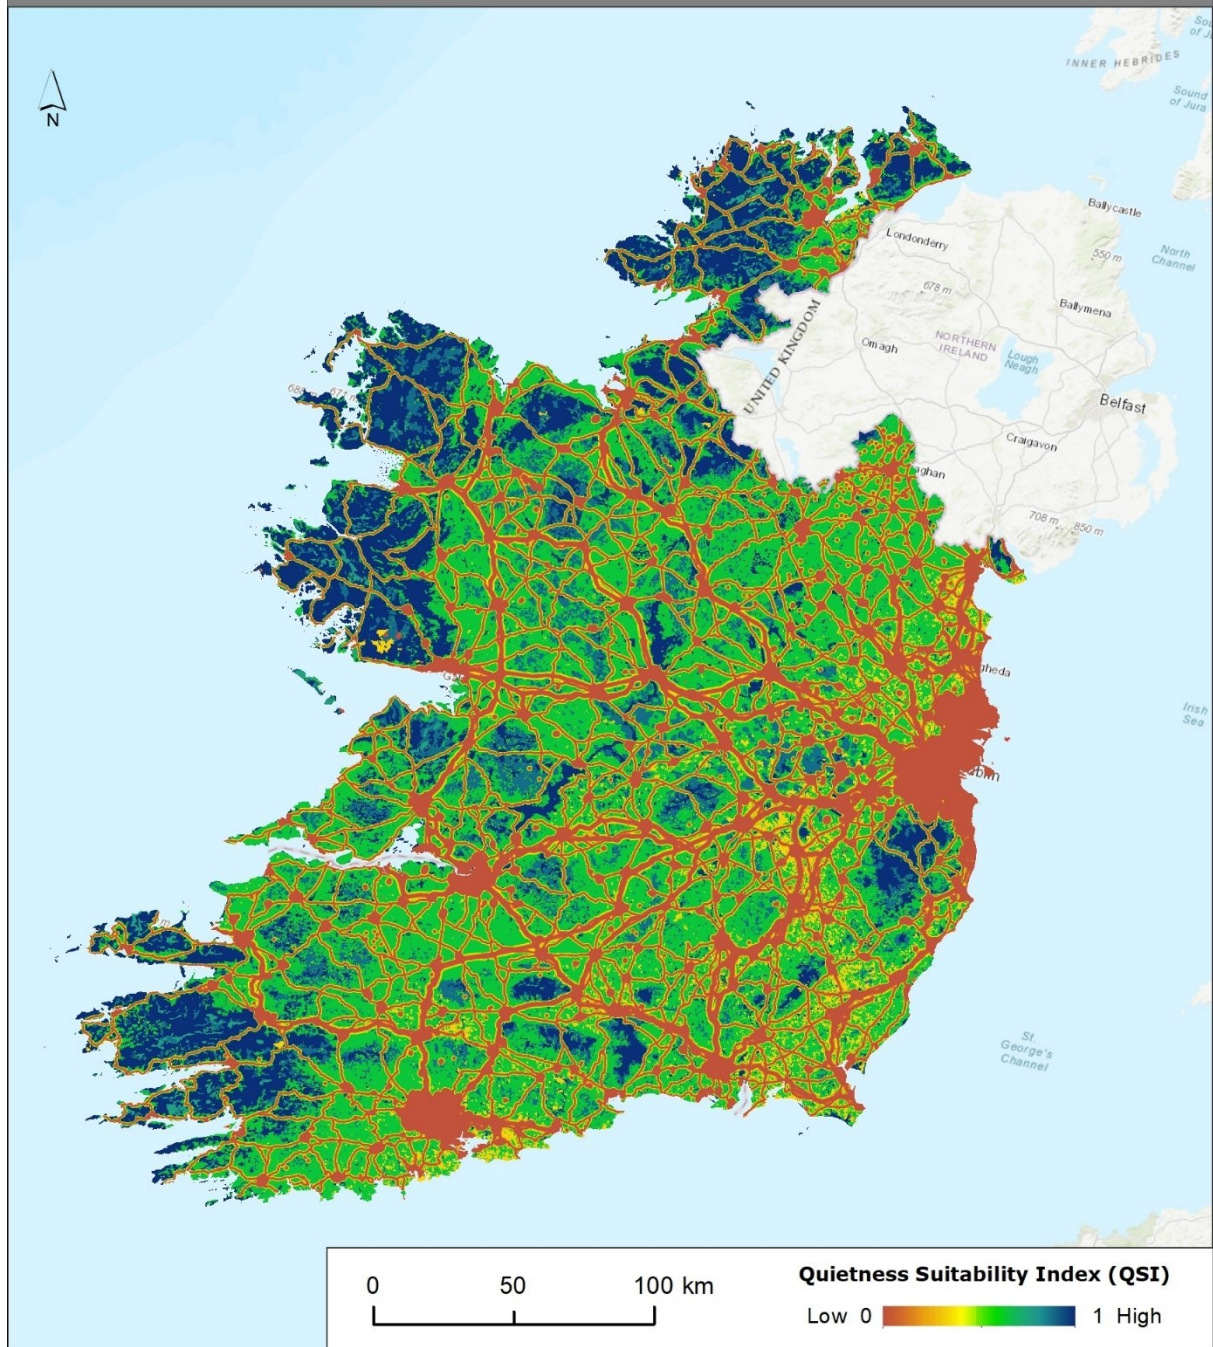 Sound
of Jura
INNER HEBRIDES
N
Ballycastle
Londonderry
North
Channel
550 m
678 m
Ballymena
UNITED KINGDOM
NORTHERN
IRELAND
Omagh
Lough
Neagh
Belfast
Craigavon
aghan
708 m
850 m
gheda
Irish
Sea
St.
George's
Channel
0 50 100 km
Quietness Suitability Index (QSI)
Low 0 1 High